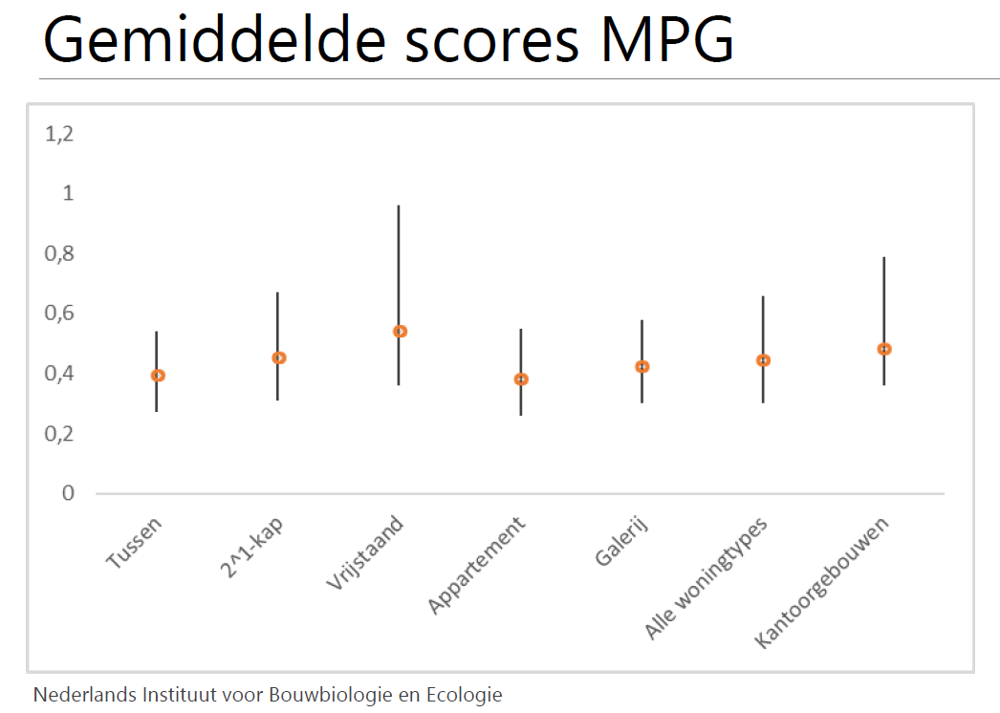 Gemiddelde scores MPG
1,2
1
0,8
0,6
0,4
0,2
0
Tussen
2^1-kap
Vrijstaand
Appartement
Galerij
Alle woningtypes
Kantoorgebouwen
Nederlands Instituut voor Bouwbiologie en Ecologie